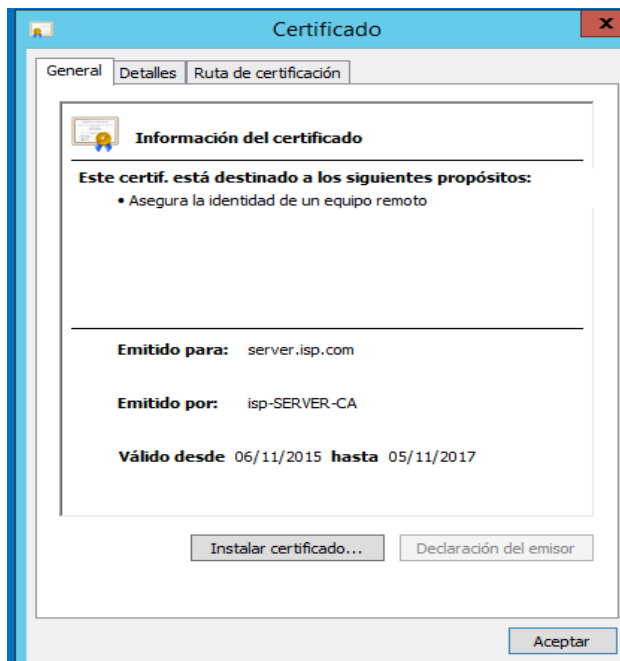 Certificado
x
General Detalles Ruta de certificación
Información del certificado
Este certif. está destinado a los siguientes propósitos:
• Asegura la identidad de un equipo remoto
Emitido para: server.isp.com
Emitido por: isp-SERVER-CA
Válido desde 06/11/2015 hasta 05/11/2017
Instalar certificado... Declaración del emisor
Aceptar